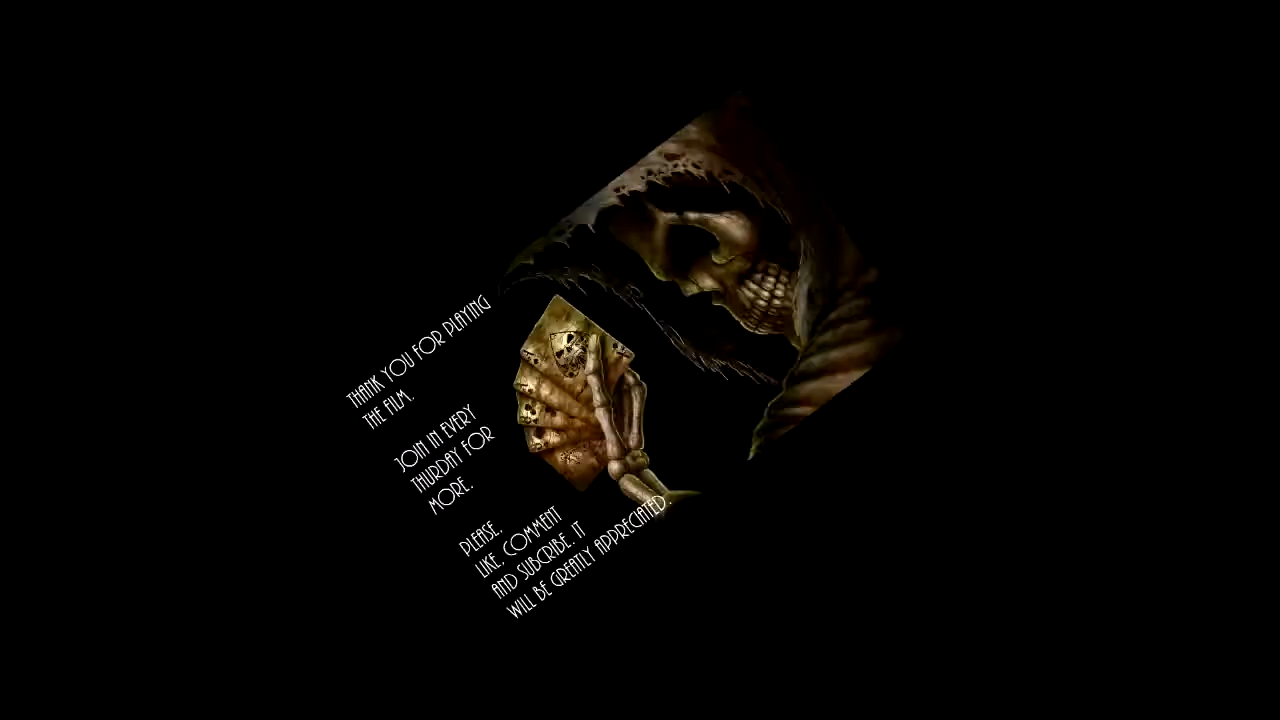 THANK YOU FOR PLAYING
THE FILM.
JOIN IN EVERY
THURDAY FOR
MORE.
PLEASE,
LIKE, COMMENT
AND SUBCRIBE. IT
WILL BE GREATLY APPRECIATED.